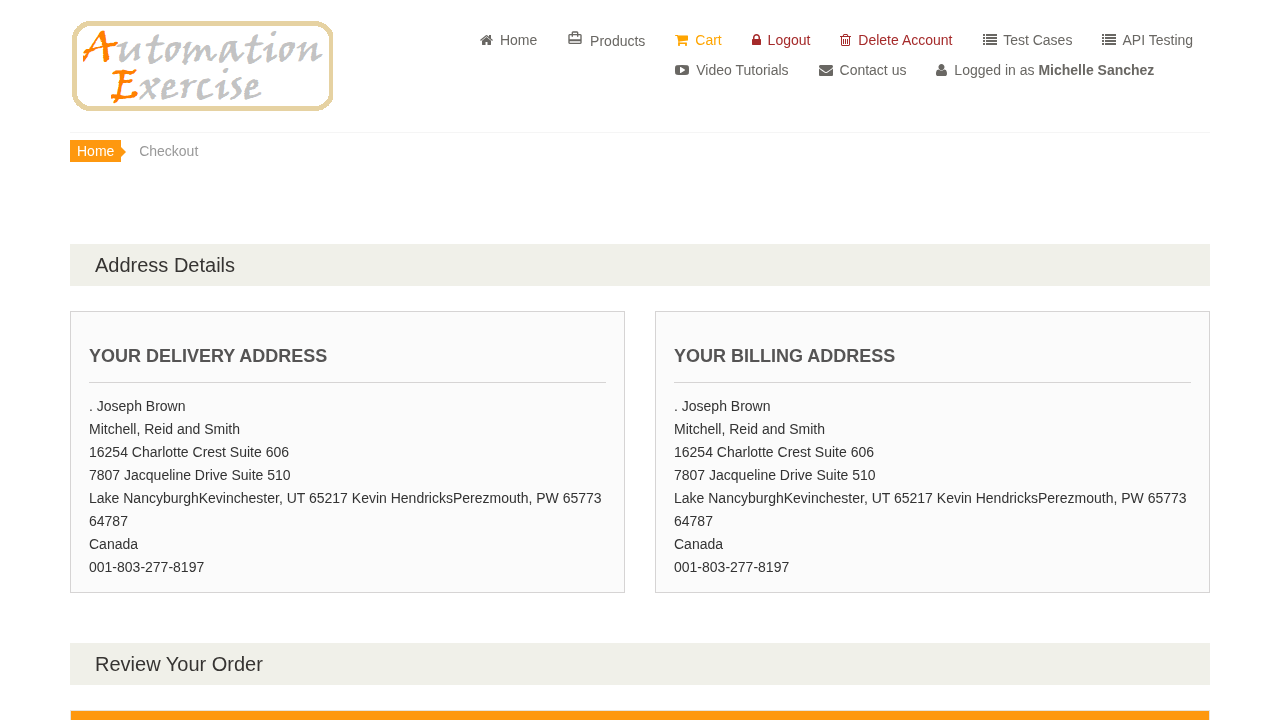 Automation
Exercise
Home
Products
Cart
Logout
Delete Account
Test Cases
API Testing
Video Tutorials
Contact us
Logged in as Michelle Sanchez
Home
Checkout
Address Details
YOUR DELIVERY ADDRESS
. Joseph Brown
Mitchell, Reid and Smith
16254 Charlotte Crest Suite 606
7807 Jacqueline Drive Suite 510
Lake NancyburghKevinchester, UT 65217 Kevin HendricksPerezmouth, PW 65773
64787
Canada
001-803-277-8197
YOUR BILLING ADDRESS
. Joseph Brown
Mitchell, Reid and Smith
16254 Charlotte Crest Suite 606
7807 Jacqueline Drive Suite 510
Lake NancyburghKevinchester, UT 65217 Kevin HendricksPerezmouth, PW 65773
64787
Canada
001-803-277-8197
Review Your Order